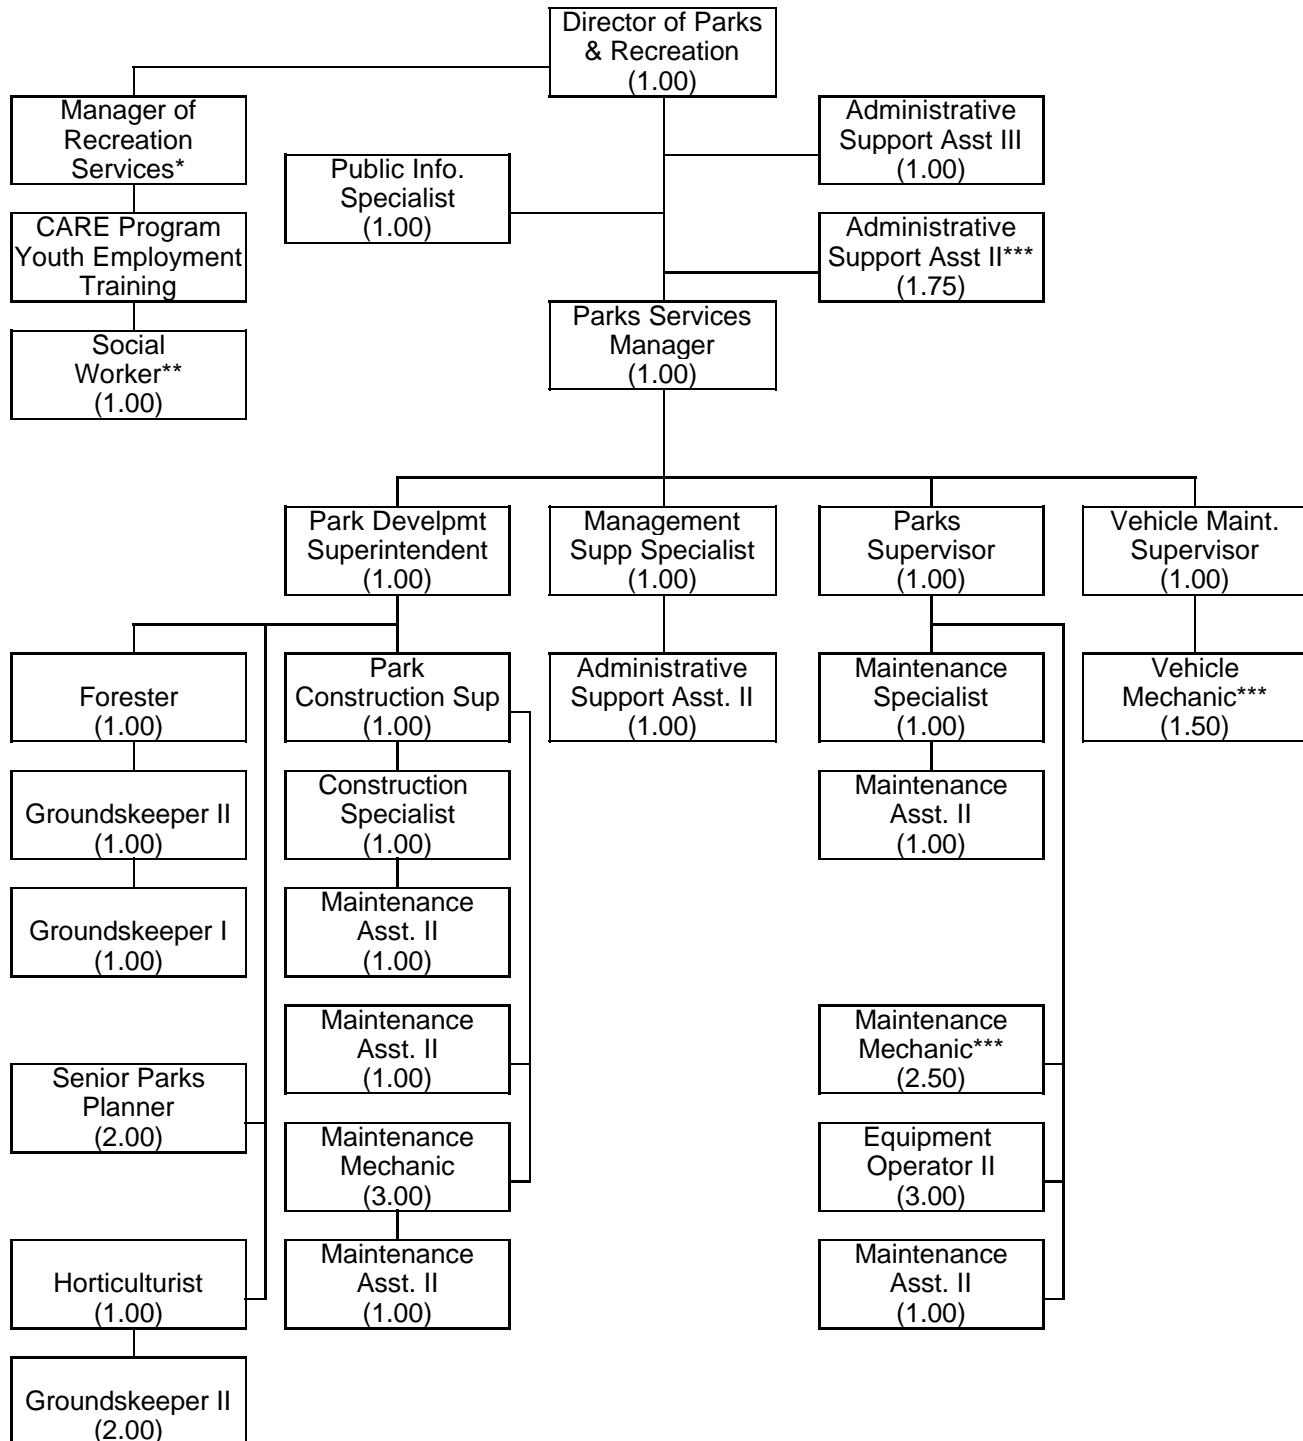 Director of Parks
& Recreation
(1.00)
Manager of
Recreation
Services*
Administrative
Support Asst III
(1.00)
Public Info.
Specialist
(1.00)
CARE Program
Youth Employment
Training
Administrative
Support Asst II***
(1.75)
Social
Worker**
(1.00)
Parks Services
Manager
(1.00)
Park Develpmt
Superintendent
(1.00)
Management
Supp Specialist
(1.00)
Parks
Supervisor
(1.00)
Vehicle Maint.
Supervisor
(1.00)
Forester
(1.00)
Park
Construction Sup
(1.00)
Administrative
Support Asst. II
(1.00)
Maintenance
Specialist
(1.00)
Vehicle
Mechanic***
(1.50)
Groundskeeper II
(1.00)
Construction
Specialist
(1.00)
Maintenance
Asst. II
(1.00)
Groundskeeper I
(1.00)
Maintenance
Asst. II
(1.00)
Maintenance
Asst. II
(1.00)
Maintenance
Mechanic***
(2.50)
Senior Parks
Planner
(2.00)
Maintenance
Mechanic
(3.00)
Equipment
Operator II
(3.00)
Horticulturist
(1.00)
Maintenance
Asst. II
(1.00)
Maintenance
Asst. II
(1.00)
Groundskeeper II
(2.00)